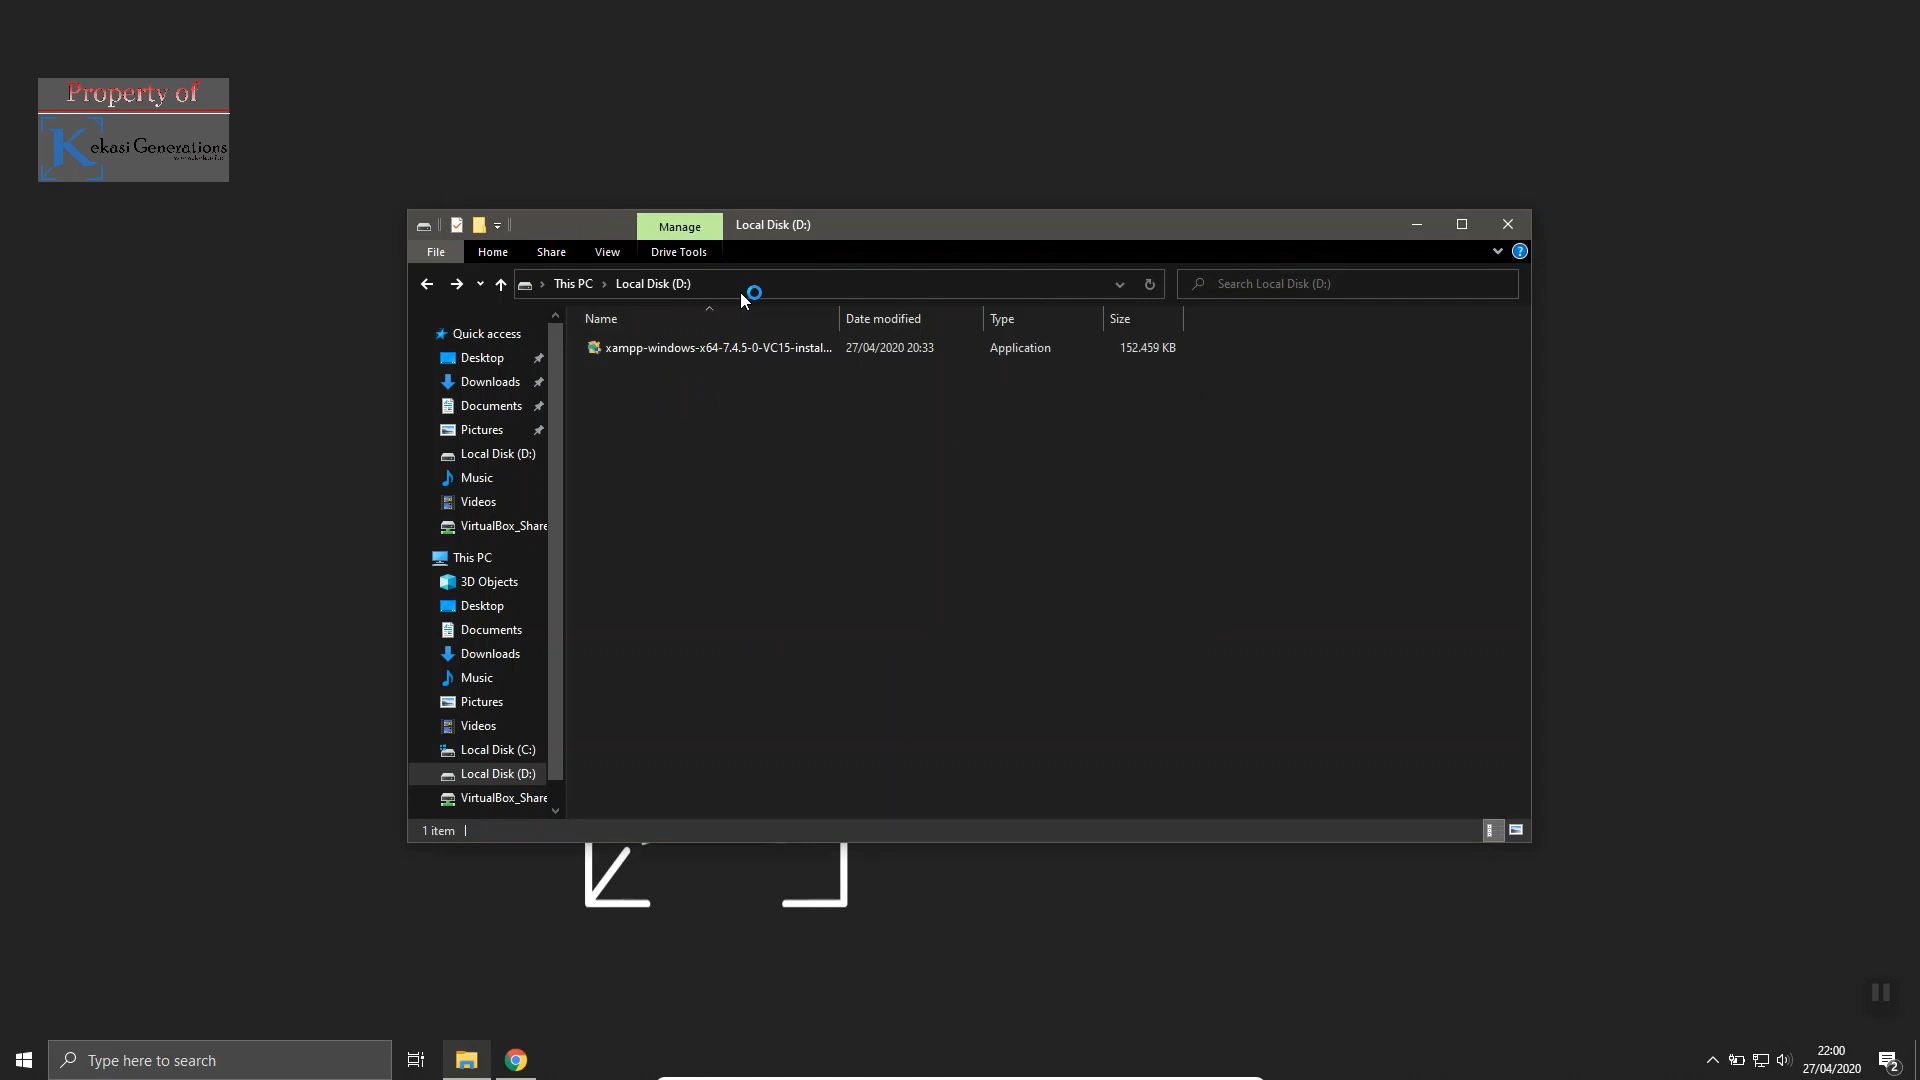 Property of
Kekasi Generations
Manage
Local Disk (D:)
File
Home
Share
View
Drive Tools
This PC
Local Disk (D:)
Search Local Disk (D:)
Name
Date modified
Type
Size
xampp-windows-x64-7.4.5-0-VC15-instal...
27/04/2020 20:33
Application
152.459 KB
Quick access
Desktop
Downloads
Documents
Pictures
Local Disk (D:)
Music
Videos
VirtualBox_Share
This PC
3D Objects
Desktop
Documents
Downloads
Music
Pictures
Videos
Local Disk (C:)
Local Disk (D:)
VirtualBox_Share
1 item
Type here to search
22:00
27/04/2020
2